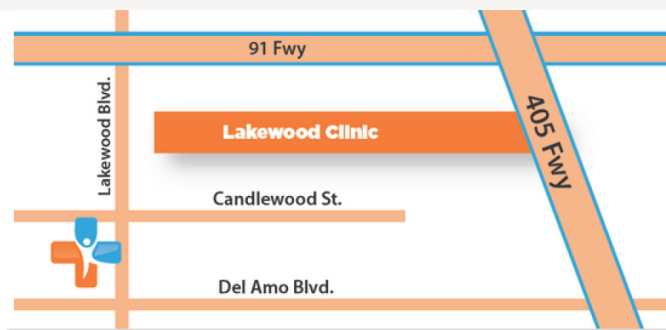 91 Fwy
Lakewood Blvd.
Lakewood Clinic
405 Fwy
Candlewood St.
Del Amo Blvd.